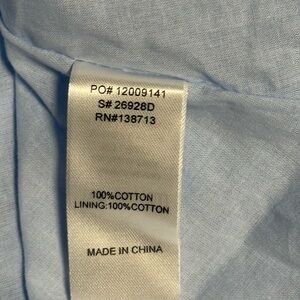 PO# 12009141
S# 26928D
RN#138713
100%COTTON
LINING:100%COTTON
MADE IN CHINA